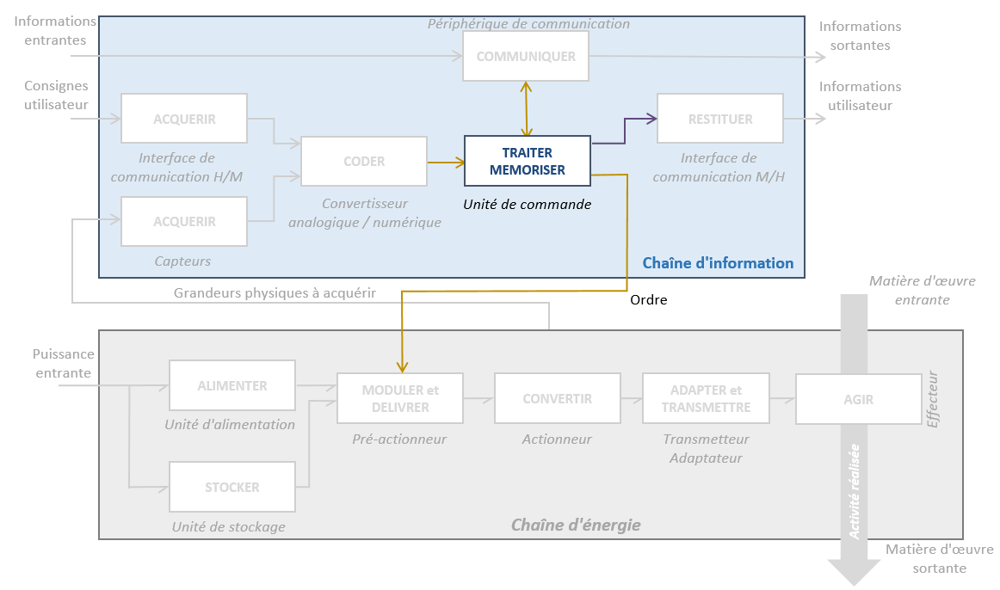 Informations
entrantes
Périphérique de communication
COMMUNIQUER
Informations
sortantes
Consignes
utilisateur
ACQUERIR
Interface de
communication H/M
CODER
Convertisseur
analogique / numérique
TRAITER
MEMORISER
Unité de commande
RESTITUER
Interface de
communication M/H
Informations
utilisateur
ACQUERIR
Capteurs
Chaîne d'information
Grandeurs physiques à acquérir
Ordre
Matière d'œuvre
entrante
Puissance
entrante
ALIMENTER
Unité d'alimentation
MODULER et
DELIVRER
Pré-actionneur
CONVERTIR
Actionneur
ADAPTER et
TRANSMETTRE
Transmetteur
Adaptateur
AGIR
Effecteur
STOCKER
Unité de stockage
Chaîne d'énergie
Activité réalisée
Matière d'œuvre
sortante